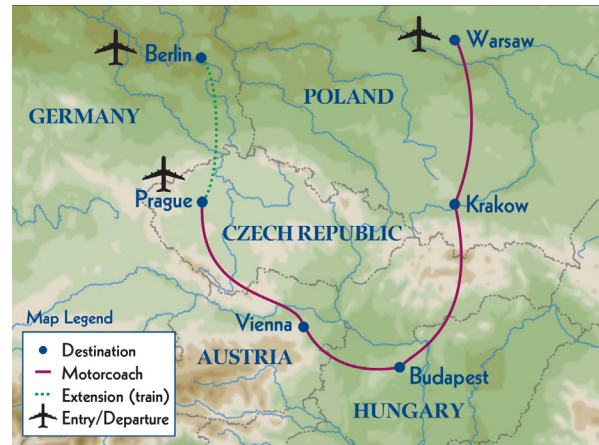 Berlin
Warsaw
GERMANY
POLAND
Prague
Krakow
CZECH REPUBLIC
Map Legend
Vienna
Destination
AUSTRIA
Motorcoach
Budapest
Extension (train)
HUNGARY
Entry/Departure